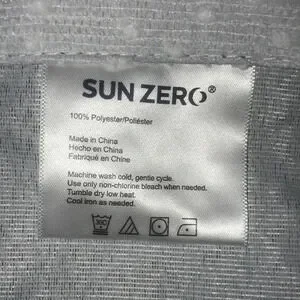 SUN ZERO®
100% Polyester/Poliéster
Made in China
Hecho en China
Fabriqué en Chine
Machine wash cold, gentle cycle.
Use only non-chlorine bleach when needed.
Tumble dry low heat.
Cool iron as needed.